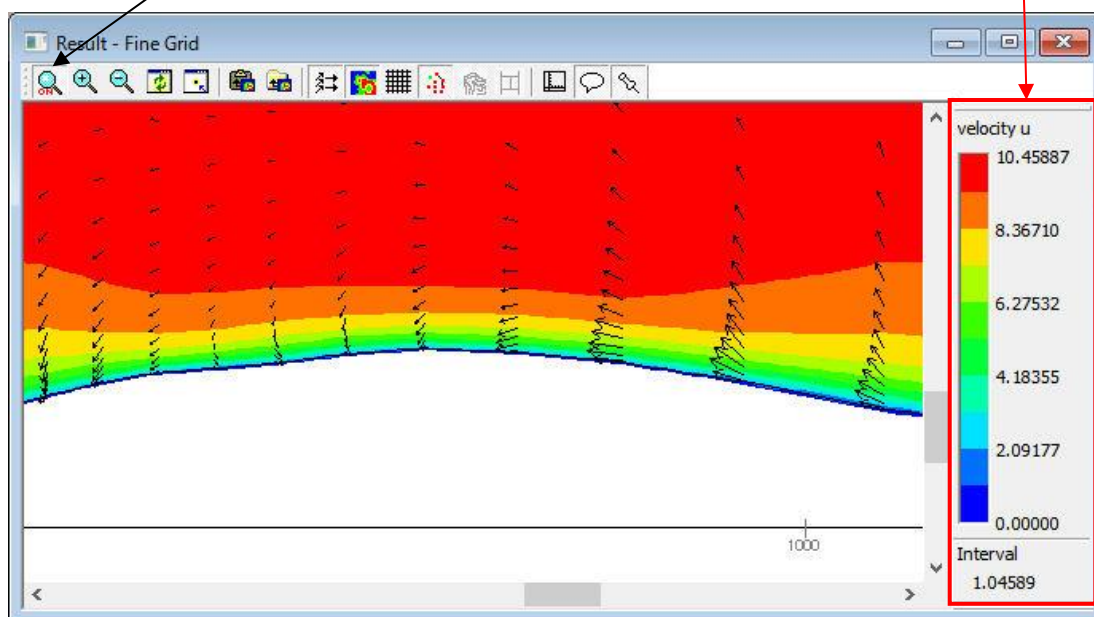 Result - Fine Grid
ON
velocity u
10.45887
8.36710
6.27532
4.18355
2.09177
0.00000
1000
Interval
1.04589